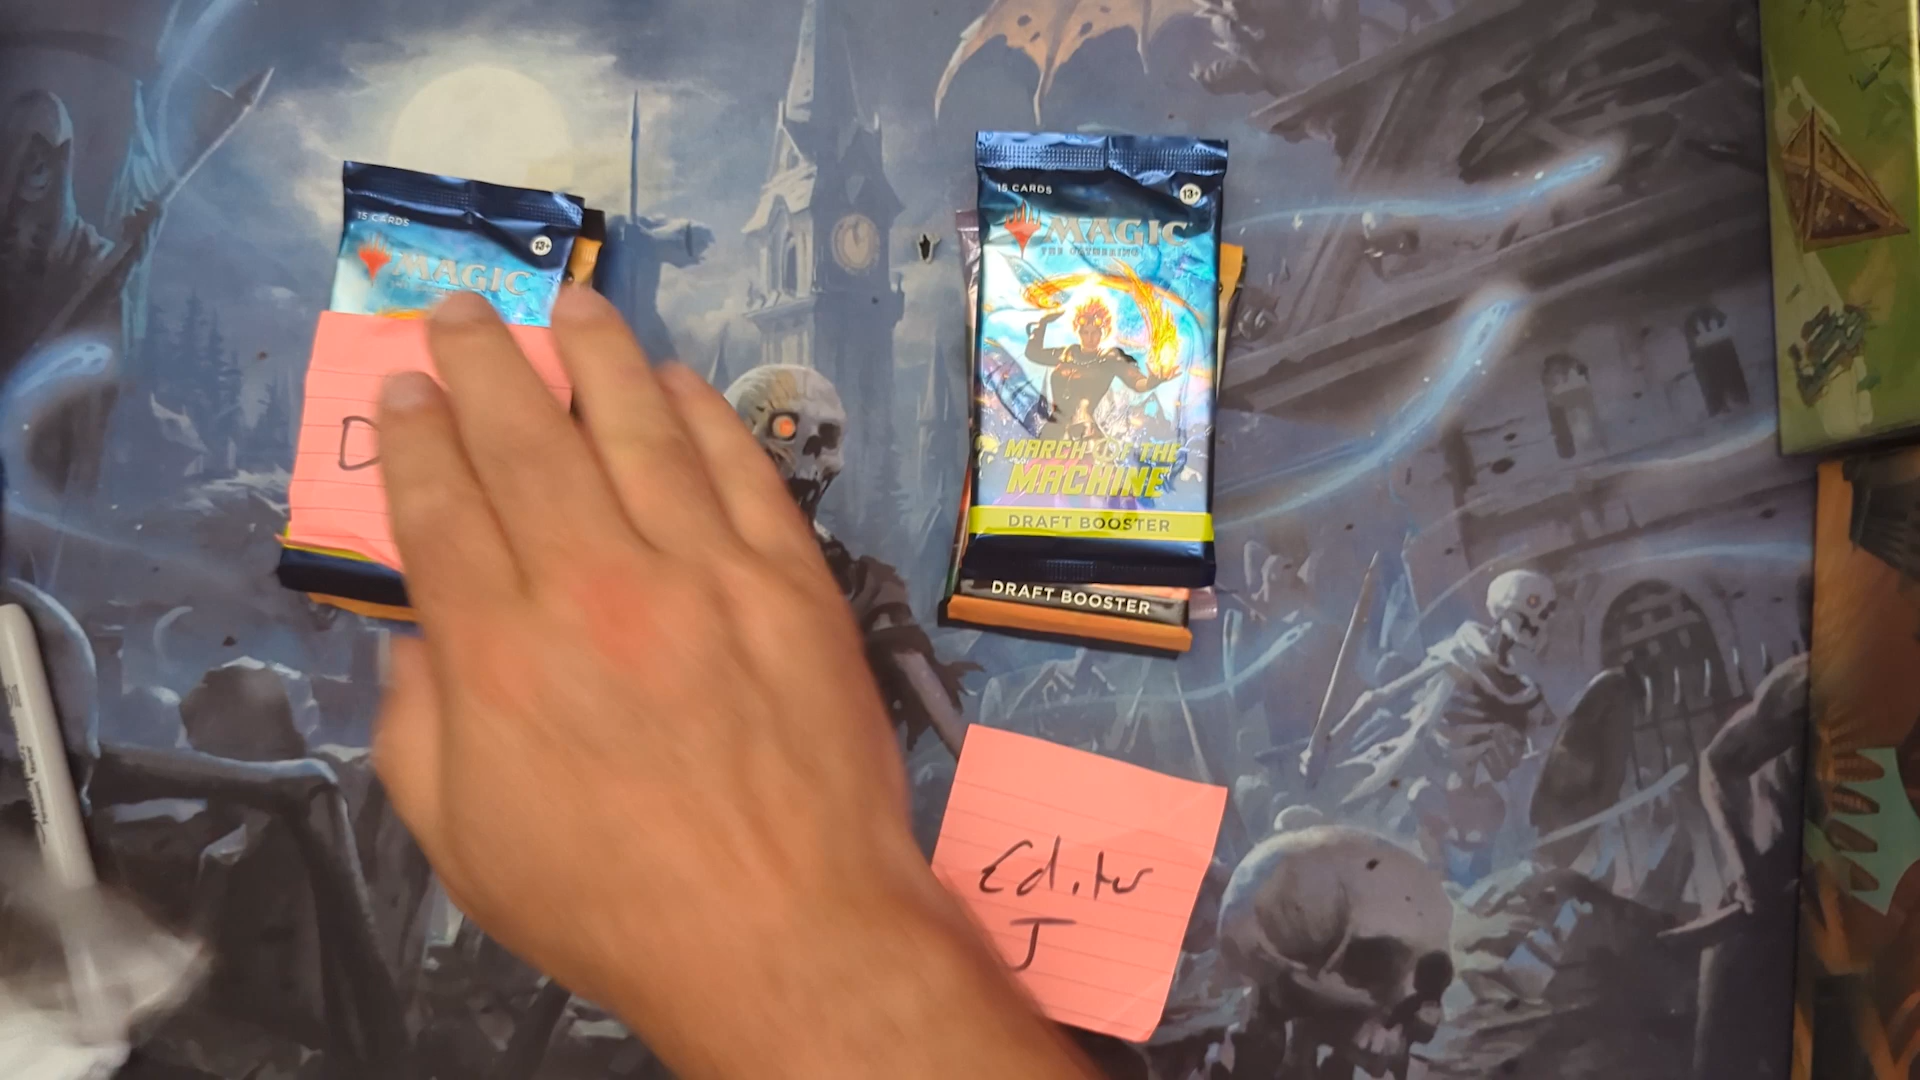 15 CARDS
13+
MAGIC
D
15 CARDS
13+
MAGIC
THE GATHERING
MARCH OF THE
MACHINE
DRAFT BOOSTER
DRAFT BOOSTER
Editor
J